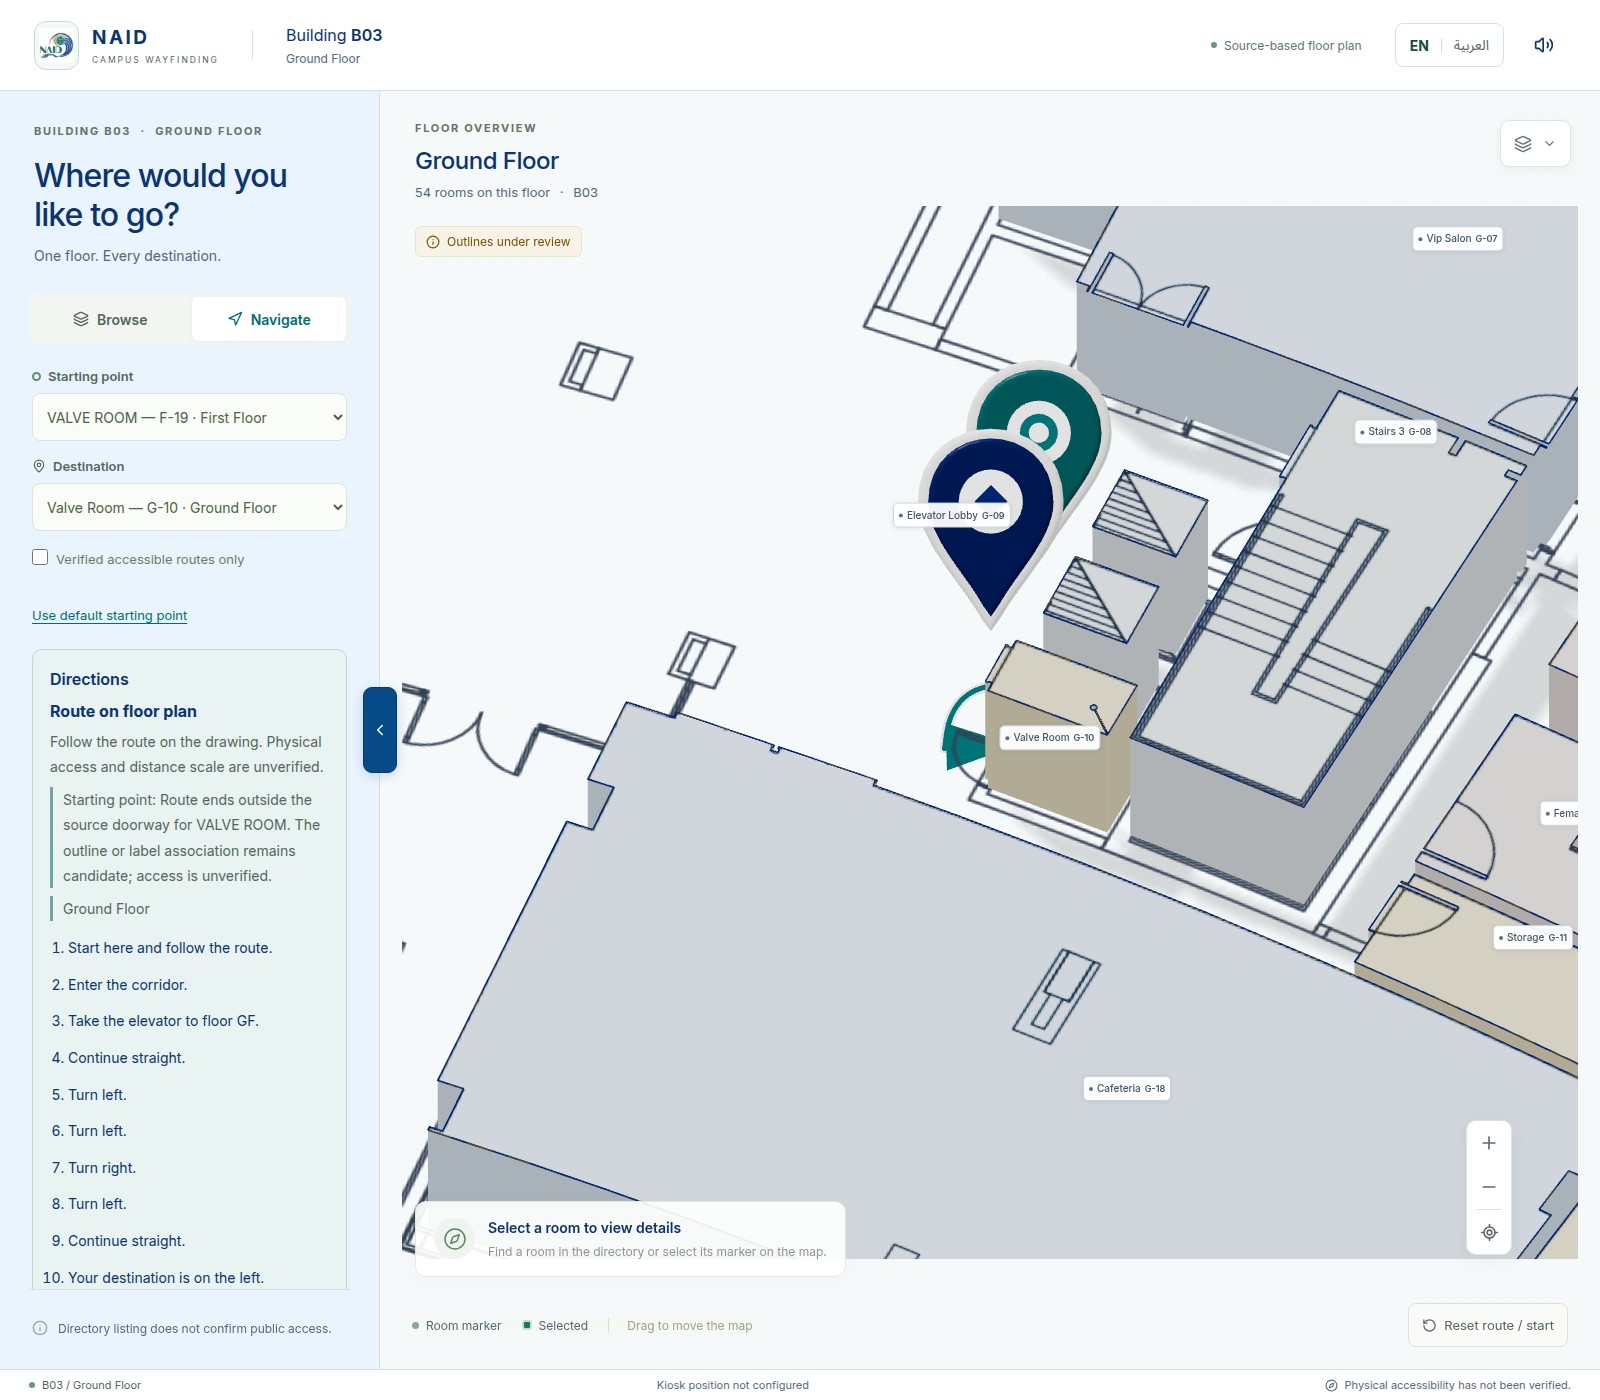 NAID
NAID
CAMPUS WAYFINDING
Building B03
Ground Floor
Source-based floor plan
EN
العربية
BUILDING B03 · GROUND FLOOR
Where would you
like to go?
One floor. Every destination.
Browse
Navigate
Starting point
VALVE ROOM — F-19 · First Floor
Destination
Valve Room — G-10 · Ground Floor
Verified accessible routes only
Use default starting point
Directions
Route on floor plan
Follow the route on the drawing. Physical
access and distance scale are unverified.
Starting point: Route ends outside the
source doorway for VALVE ROOM. The
outline or label association remains
candidate; access is unverified.
Ground Floor
1. Start here and follow the route.
2. Enter the corridor.
3. Take the elevator to floor GF.
4. Continue straight.
5. Turn left.
6. Turn left.
7. Turn right.
8. Turn left.
9. Continue straight.
10. Your destination is on the left.
Directory listing does not confirm public access.
FLOOR OVERVIEW
Ground Floor
54 rooms on this floor · B03
Outlines under review
Vip Salon G-07
Stairs 3 G-08
Elevator Lobby G-09
Valve Room G-10
Fema
Storage G-11
Cafeteria G-18
Select a room to view details
Find a room in the directory or select its marker on the map.
Room marker
Selected
Drag to move the map
Reset route / start
B03 / Ground Floor
Kiosk position not configured
Physical accessibility has not been verified.